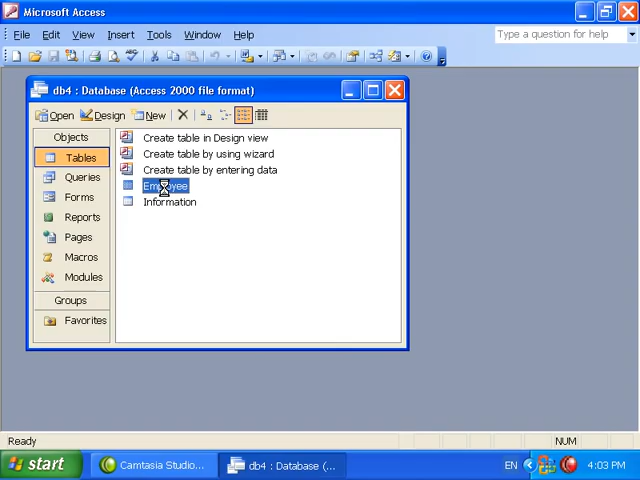 Microsoft Access
File Edit View Insert Tools Window Help
Type a question for help
db4 : Database (Access 2000 file format)
Open Design New
Objects
Tables
Queries
Forms
Reports
Pages
Macros
Modules
Groups
Favorites
Create table in Design view
Create table by using wizard
Create table by entering data
Employee
Information
Ready
NUM
start
Camtasia Studio...
db4 : Database (...
EN
4:03 PM